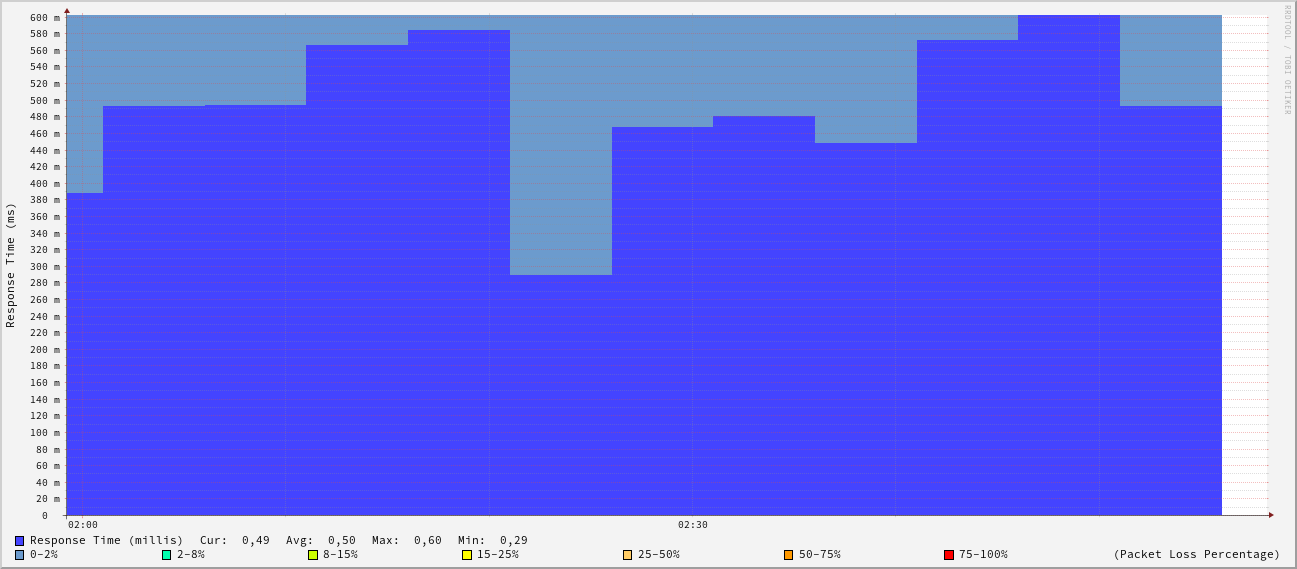 RRDTOOL / TOBI OETIKER
Response Time (ms)
600 m
580 m
560 m
540 m
520 m
500 m
480 m
460 m
440 m
420 m
400 m
380 m
360 m
340 m
320 m
300 m
280 m
260 m
240 m
220 m
200 m
180 m
160 m
140 m
120 m
100 m
80 m
60 m
40 m
20 m
0
02:00 02:30
Response Time (millis) Cur: 0,49 Avg: 0,50 Max: 0,60 Min: 0,29
0-2% 2-8% 8-15% 15-25% 25-50% 50-75% 75-100% (Packet Loss Percentage)